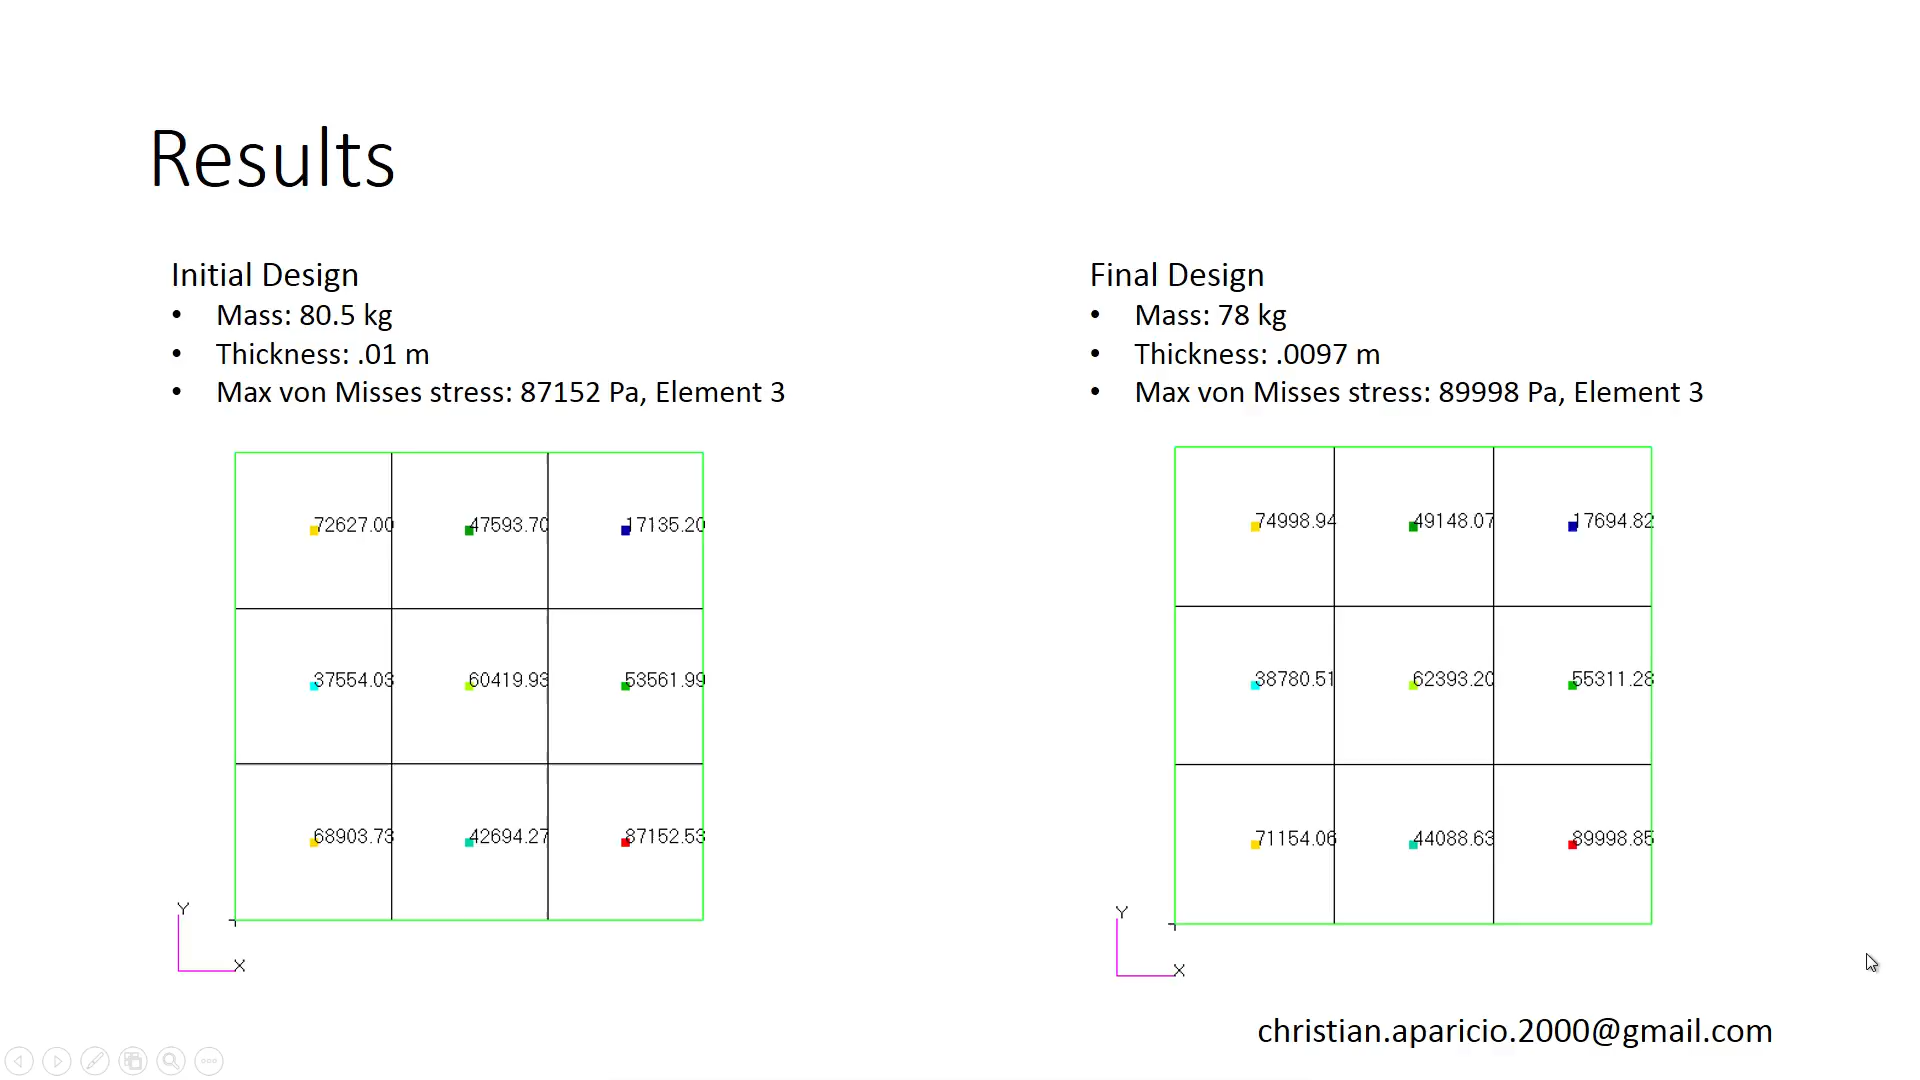 Results
Initial Design
• Mass: 80.5 kg
• Thickness: .01 m
• Max von Misses stress: 87152 Pa, Element 3
72627.00 47593.70 17135.20
37554.03 60419.93 53561.99
68903.73 42694.27 87152.53
Y
X
Final Design
• Mass: 78 kg
• Thickness: .0097 m
• Max von Misses stress: 89998 Pa, Element 3
74998.94 49148.07 17694.82
38780.51 62393.20 55311.28
71154.06 44088.63 89998.85
Y
X
christian.aparicio.2000@gmail.com